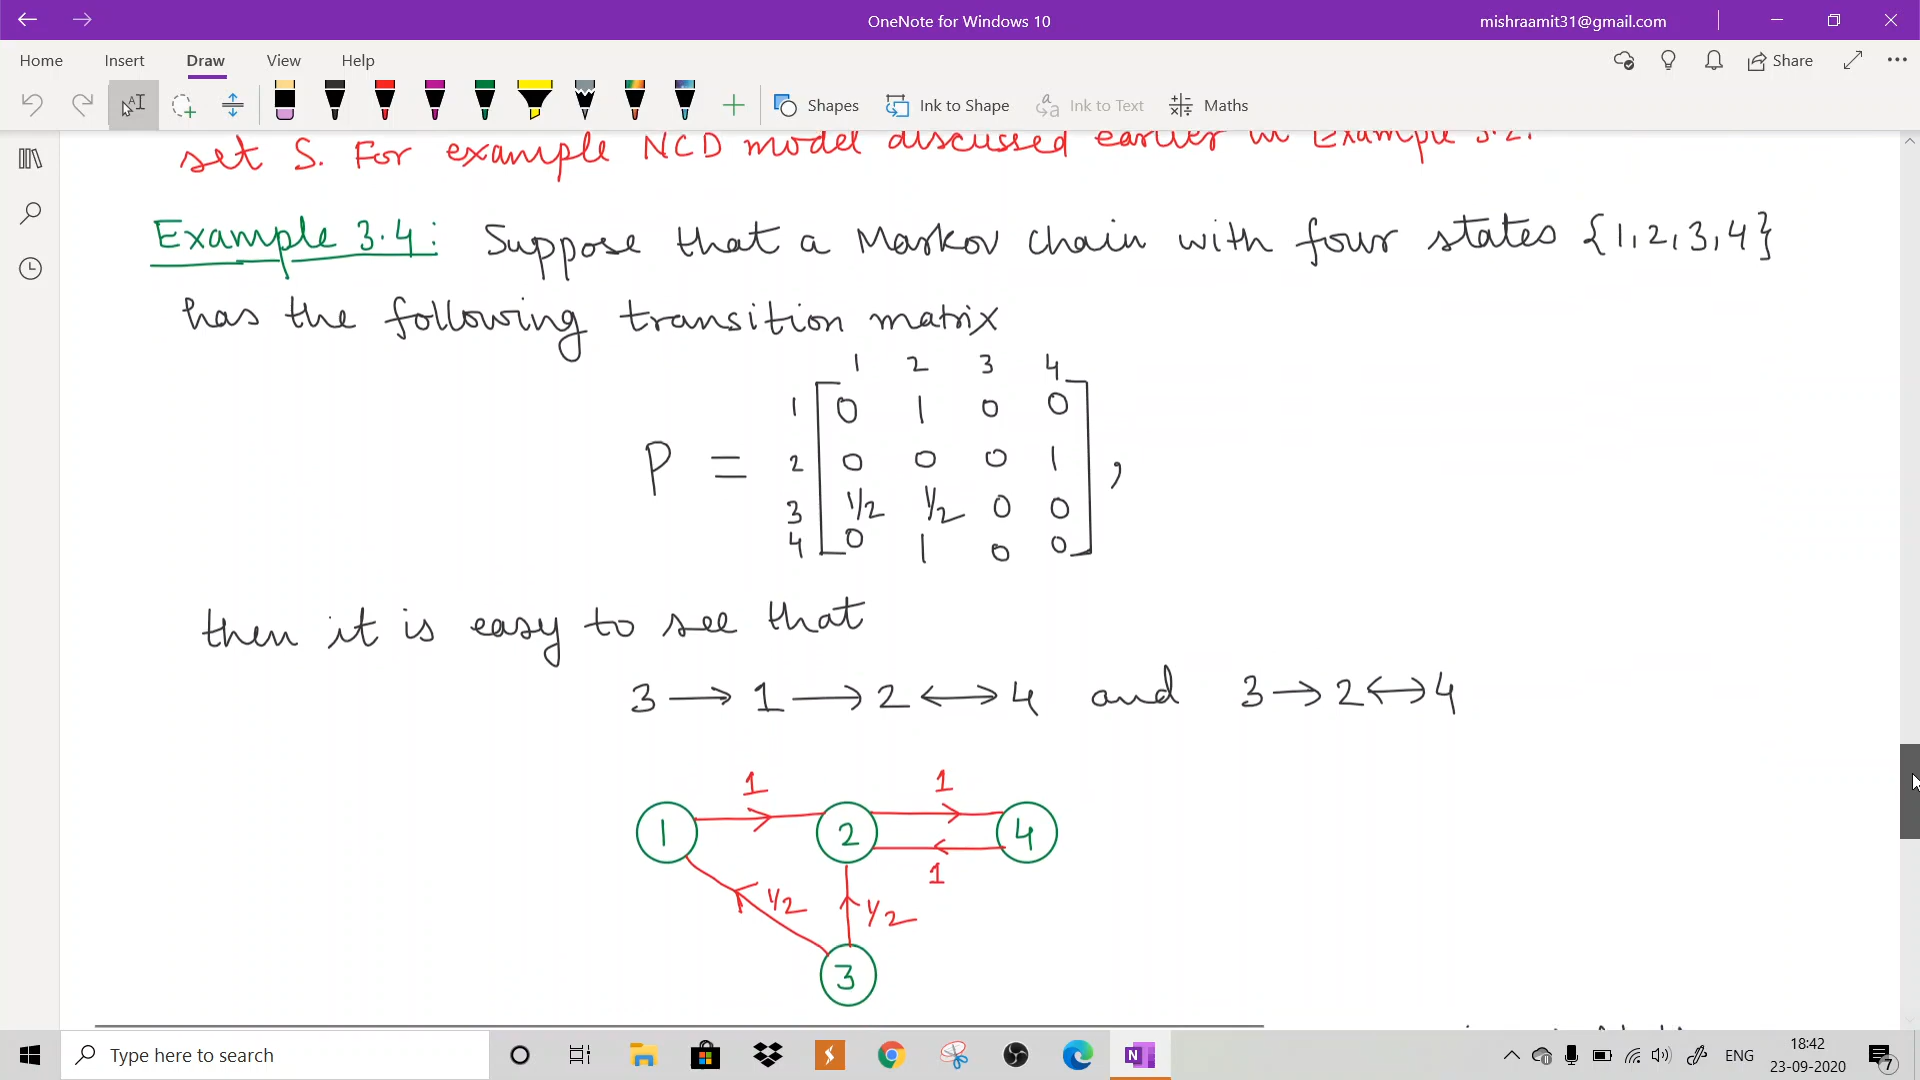 OneNote for Windows 10
mishraamit31@gmail.com
Home Insert Draw View Help
Share
Shapes Ink to Shape Ink to Text Maths
set S. For example NCD model discussed earlier in Example 3.2.
Example 3.4: Suppose that a Markov chain with four states {1,2,3,4}
has the following transition matrix
1 2 3 4
1 0 1 0 0
P = 2 0 0 0 1 ,
3 1/2 1/2 0 0
4 0 1 0 0
then it is easy to see that
3 → 1 → 2 ↔ 4 and 3 → 2 ↔ 4
1 1
1 2 4
1
1/2 1/2
3
Type here to search
N
ENG
18:42
23-09-2020
7